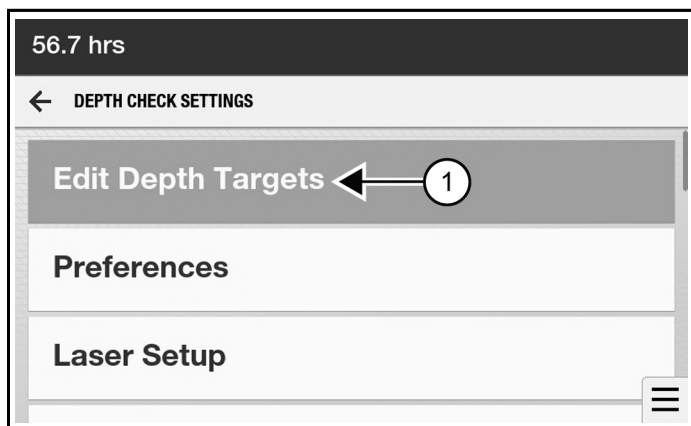 56.7 hrs
DEPTH CHECK SETTINGS
Edit Depth Targets 1
Preferences
Laser Setup